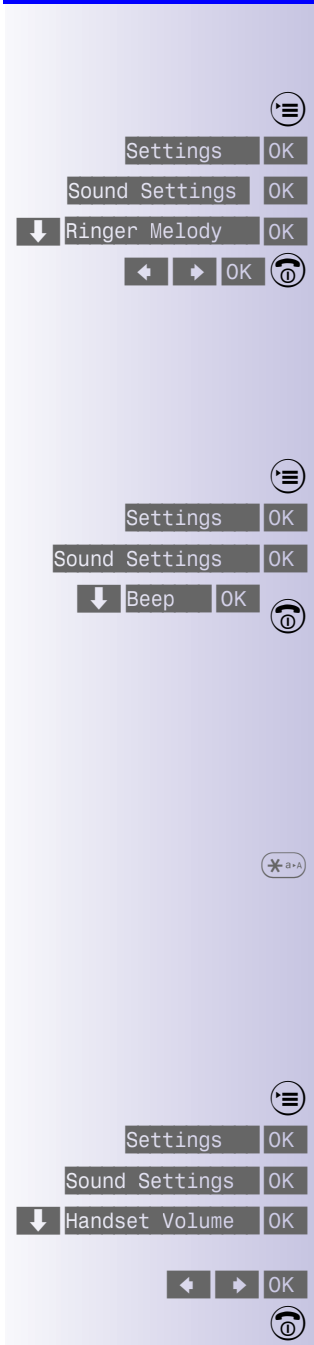 Settings OK
Sound Settings OK
Ringer Melody OK
OK
Settings OK
Sound Settings OK
Beep OK
a▸A
Settings OK
Sound Settings OK
Handset Volume OK
OK